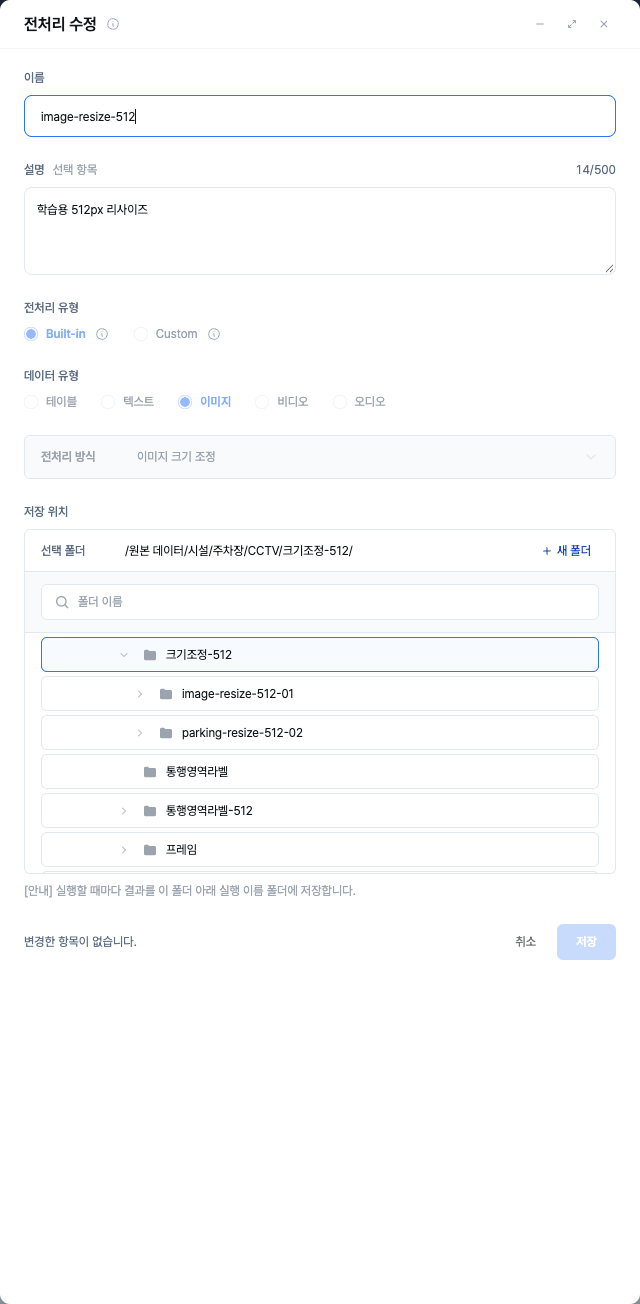 전처리 수정
이름
image-resize-512
설명 선택 항목 14/500
학습용 512px 리사이즈
전처리 유형
Built-in Custom
데이터 유형
테이블 텍스트 이미지 비디오 오디오
전처리 방식 이미지 크기 조정
저장 위치
선택 폴더 /원본 데이터/시설/주차장/CCTV/크기조정-512/ + 새 폴더
폴더 이름
크기조정-512
image-resize-512-01
parking-resize-512-02
통행영역라벨
통행영역라벨-512
프레임
[안내] 실행할 때마다 결과를 이 폴더 아래 실행 이름 폴더에 저장합니다.
변경한 항목이 없습니다. 취소 저장